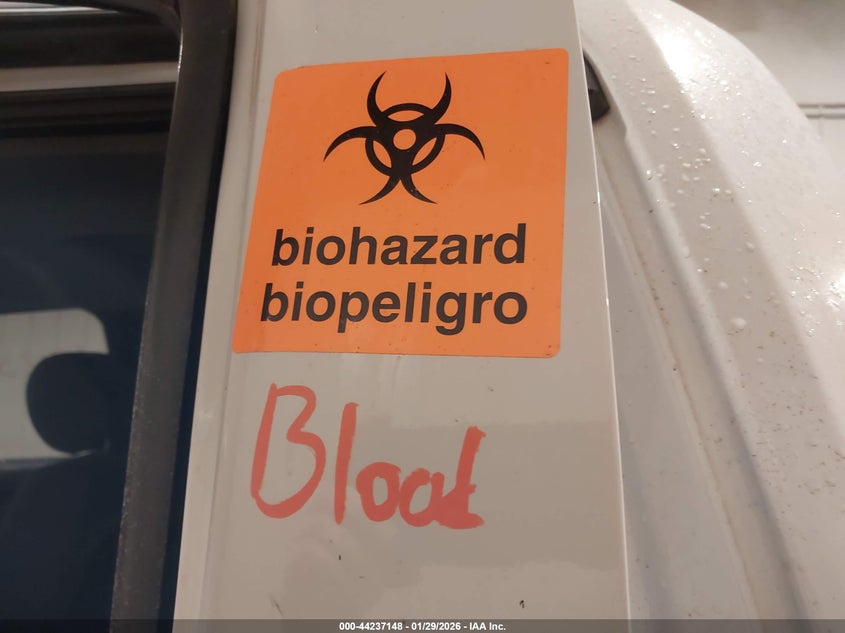 biohazard
biopeligro
Blood
000-44237148 - 01/29/2026 - IAA Inc.